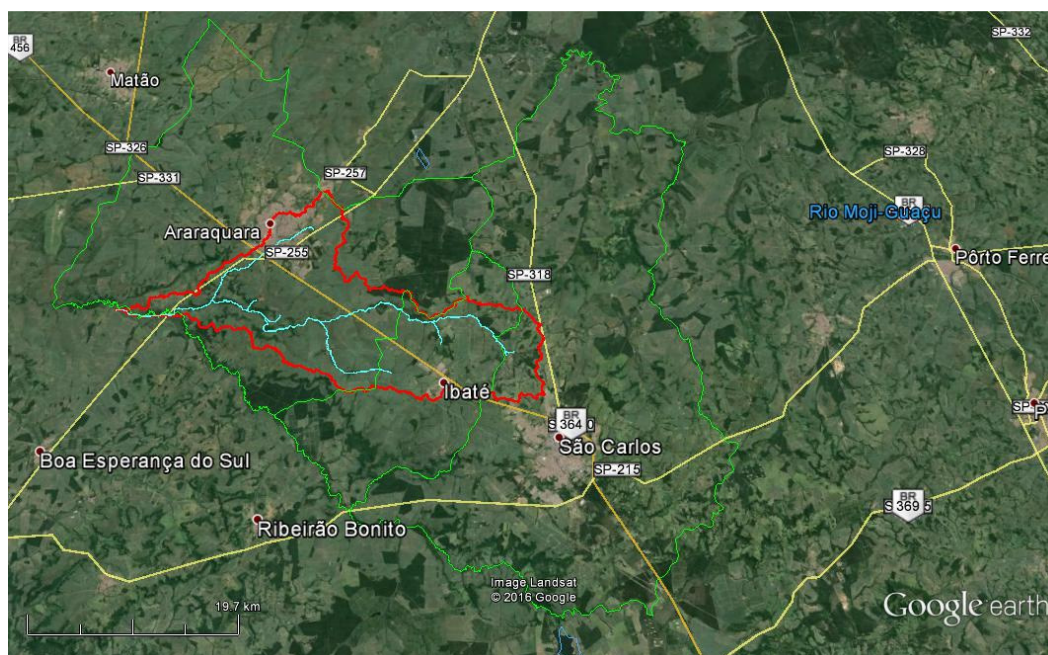 BR
456
SP-332
Matão
SP-326
SP-328
SP-257
SP-331
BR
Rio Moji-Guaçu
Araraquara
SP-255
Pôrto Ferre
SP-318
Ibaté
BR
364
São Carlos
Boa Esperança do Sul
SP-215
BR
369
Ribeirão Bonito
Image Landsat
© 2016 Google
19.7 km
Google earth